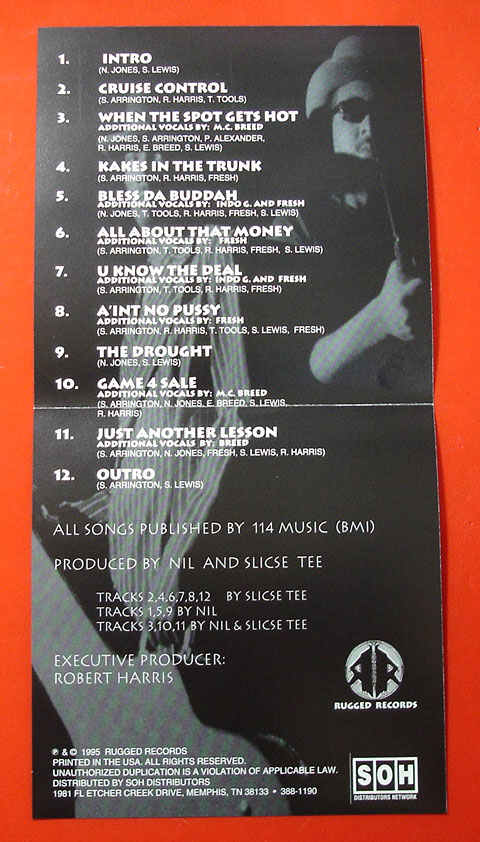 1. INTRO
(N. JONES, S. LEWIS)
2. CRUISE CONTROL
(S. ARRINGTON, R. HARRIS, T. TOOLS)
3. WHEN THE SPOT GETS HOT
ADDITIONAL VOCALS BY: M.C. BREED
(N. JONES, S. ARRINGTON, P. ALEXANDER,
R. HARRIS, E. BREED, S. LEWIS)
4. KAKES IN THE TRUNK
(S. ARRINGTON, R. HARRIS, FRESH)
5. BLESS DA BUDDAH
ADDITIONAL VOCALS BY: INDO G. AND FRESH
(N. JONES, T. TOOLS, R. HARRIS, FRESH, S. LEWIS)
6. ALL ABOUT THAT MONEY
ADDITIONAL VOCALS BY: FRESH
(S. ARRINGTON, T. TOOLS, R. HARRIS, FRESH, S. LEWIS)
7. U KNOW THE DEAL
ADDITIONAL VOCALS BY: INDO G. AND FRESH
(S. ARRINGTON, T. TOOLS, R. HARRIS, FRESH)
8. A'INT NO PUSSY
ADDITIONAL VOCALS BY: FRESH
(S. ARRINGTON, R. HARRIS, T. TOOLS, S. LEWIS, FRESH)
9. THE DROUGHT
(N. JONES, S. LEWIS)
10. GAME 4 SALE
ADDITIONAL VOCALS BY: M.C. BREED
(S. ARRINGTON, N. JONES, E. BREED, S. LEWIS,
R. HARRIS)
11. JUST ANOTHER LESSON
ADDITIONAL VOCALS BY: BREED
(S. ARRINGTON, N. JONES, FRESH, S. LEWIS, R. HARRIS)
12. OUTRO
(S. ARRINGTON, S. LEWIS)
ALL SONGS PUBLISHED BY 114 MUSIC (BMI)
PRODUCED BY NIL AND SLICSE TEE
TRACKS 2,4,6,7,8,12 BY SLICSE TEE
TRACKS 1,5,9 BY NIL
TRACKS 3,10,11 BY NIL & SLICSE TEE
EXECUTIVE PRODUCER:
ROBERT HARRIS
RR
RUGGED RECORDS
℗ & © 1995 RUGGED RECORDS
PRINTED IN THE USA. ALL RIGHTS RESERVED.
UNAUTHORIZED DUPLICATION IS A VIOLATION OF APPLICABLE LAW.
DISTRIBUTED BY SOH DISTRIBUTORS
1981 FL ETCHER CREEK DRIVE, MEMPHIS, TN 38133 • 388-1190
SOH
DISTRIBUTORS NETWORK